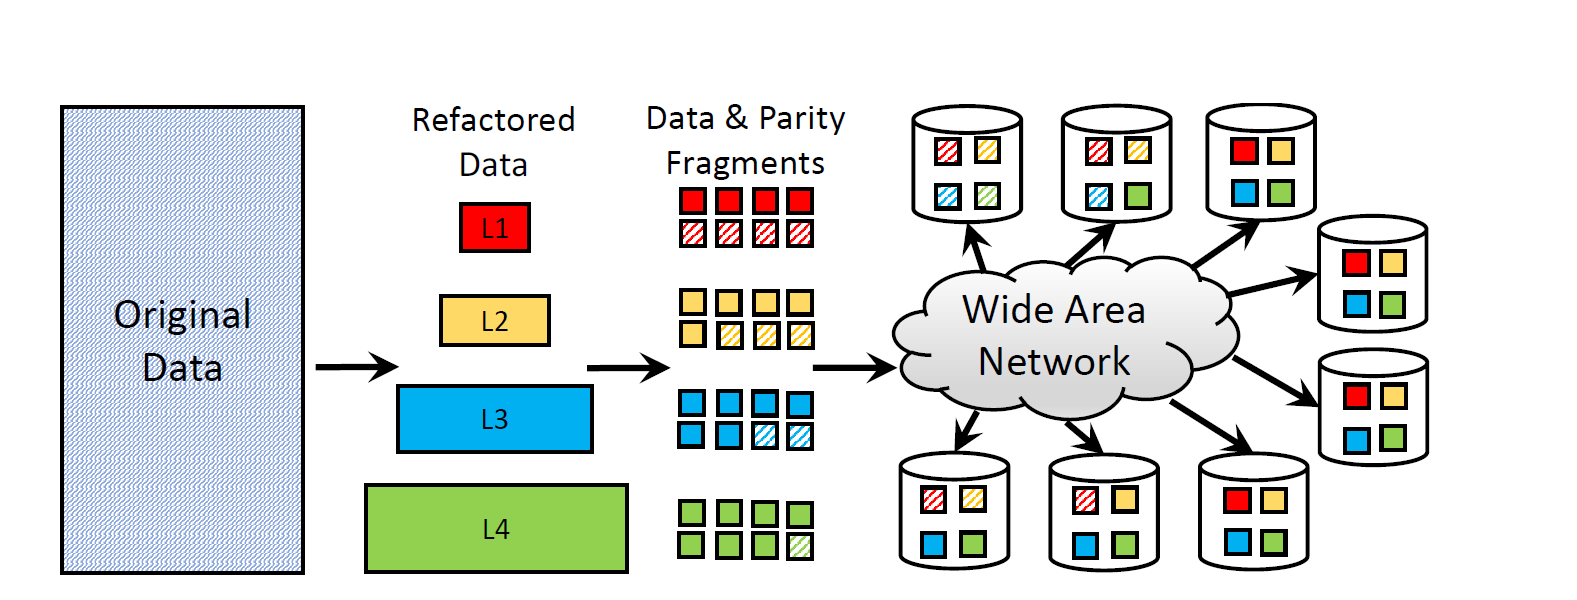 Original
Data
Refactored
Data
L1
L2
L3
L4
Data & Parity
Fragments
Wide Area
Network